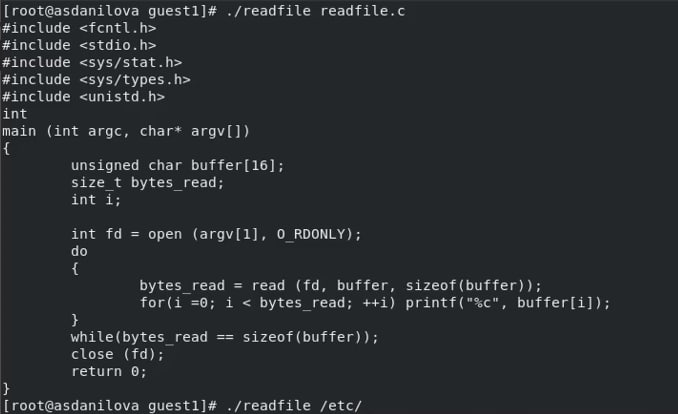 [root@asdanilova guest1]# ./readfile readfile.c
#include <fcntl.h>
#include <stdio.h>
#include <sys/stat.h>
#include <sys/types.h>
#include <unistd.h>
int
main (int argc, char* argv[])
{
        unsigned char buffer[16];
        size_t bytes_read;
        int i;

        int fd = open (argv[1], O_RDONLY);
        do
        {
                bytes_read = read (fd, buffer, sizeof(buffer));
                for(i =0; i < bytes_read; ++i) printf("%c", buffer[i]);
        }
        while(bytes_read == sizeof(buffer));
        close (fd);
        return 0;
}
[root@asdanilova guest1]# ./readfile /etc/